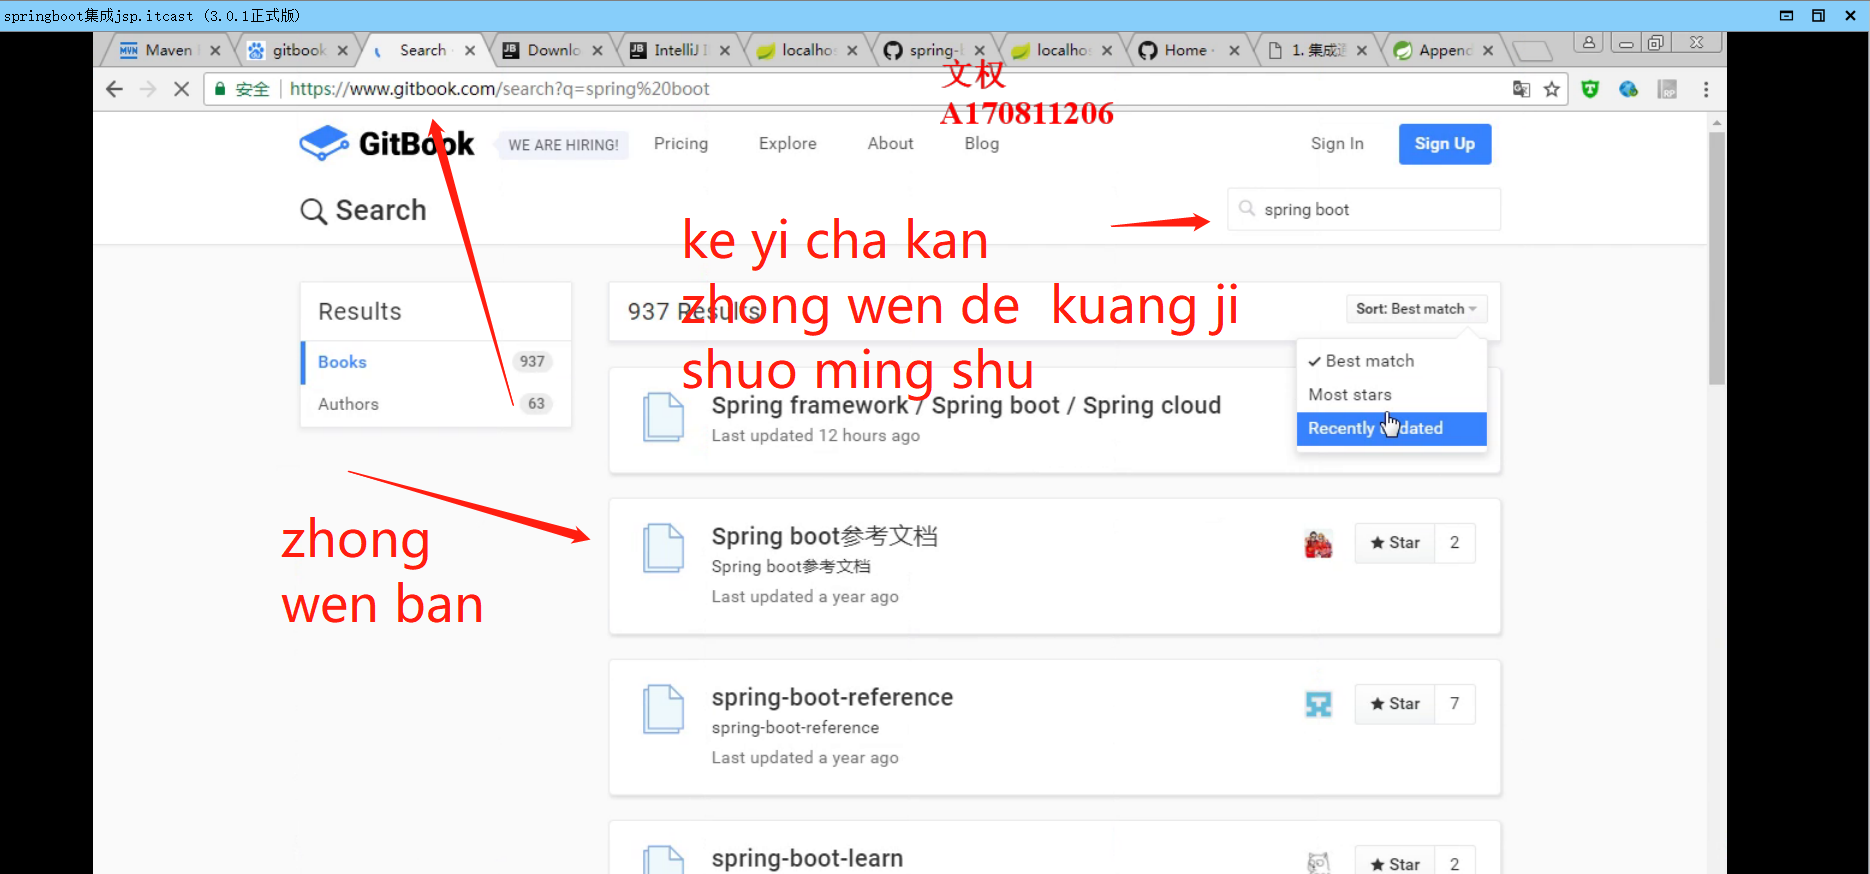 springboot集成jsp.itcast (3.0.1正式版)
Maven
gitbook
Search
Downlo
IntelliJ I
localho
spring-
localho
Home
1. 集成
Append
安全
https://www.gitbook.com/search?q=spring%20boot
文权
A170811206
GitBook
WE ARE HIRING!
Pricing
Explore
About
Blog
Sign In
Sign Up
Search
spring boot
ke yi cha kan
zhong wen de kuang ji
shuo ming shu
Results
Books 937
Authors 63
937 Results
Sort: Best match
Best match
Most stars
Recently updated
Spring framework / Spring boot / Spring cloud
Last updated 12 hours ago
zhong
wen ban
Spring boot参考文档
Spring boot参考文档
Last updated a year ago
Star 2
spring-boot-reference
spring-boot-reference
Last updated a year ago
Star 7
spring-boot-learn
Star 2